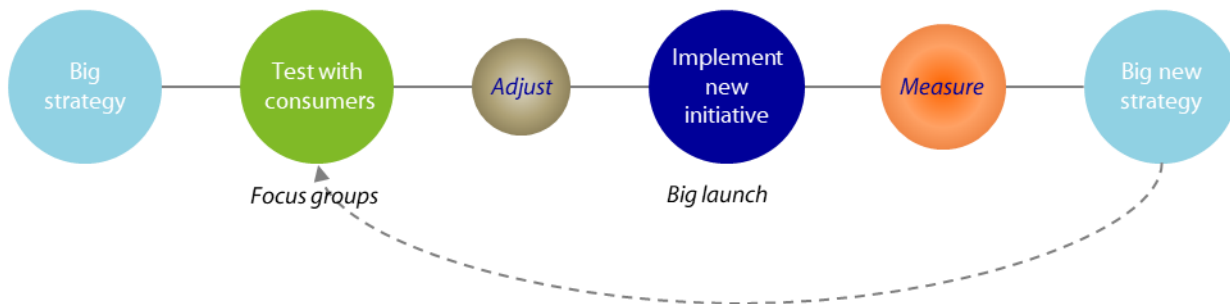 Big
strategy
Test with
consumers
Adjust
Implement
new
initiative
Measure
Big new
strategy
Focus groups
Big launch